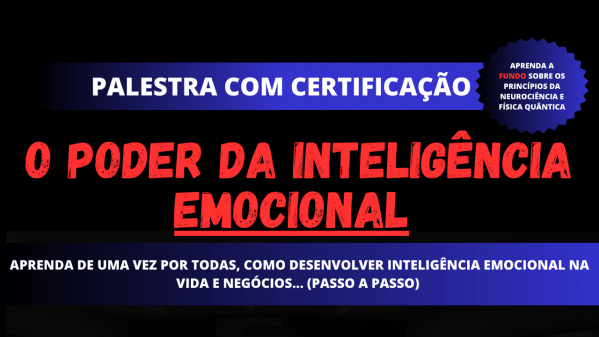 PALESTRA COM CERTIFICAÇÃO
APRENDA A
FUNDO SOBRE OS
PRINCÍPIOS DA
NEUROCIÊNCIA E
FÍSICA QUÂNTICA
O PODER DA INTELIGÊNCIA
EMOCIONAL
APRENDA DE UMA VEZ POR TODAS, COMO DESENVOLVER INTELIGÊNCIA EMOCIONAL NA
VIDA E NEGÓCIOS... (PASSO A PASSO)